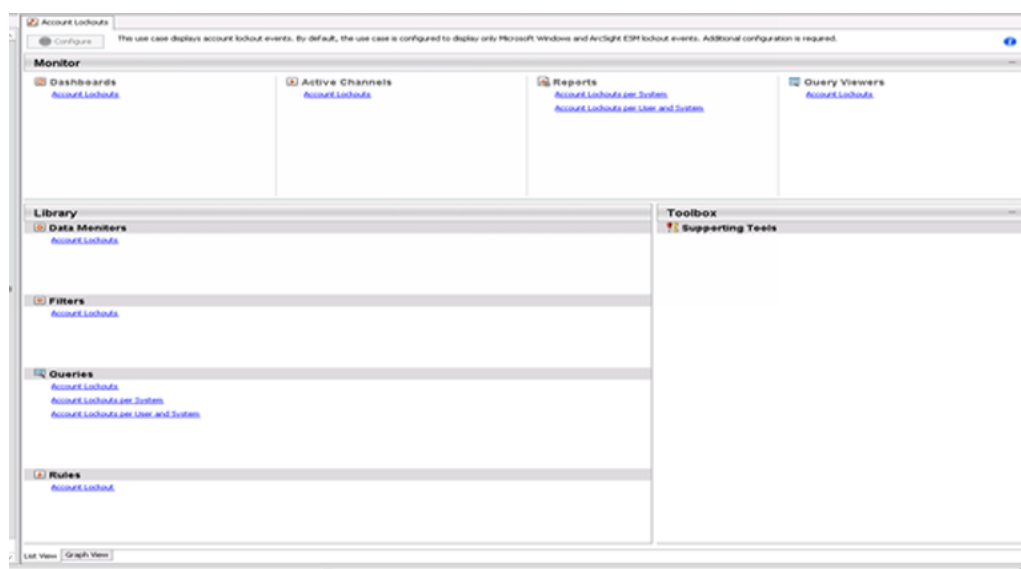 Account Lockouts
Configure
This use case displays account lockout events. By default, the use case is configured to display only Microsoft Windows and ArcSight ESM lockout events. Additional configuration is required.
Monitor
Dashboards
Account Lockouts
Active Channels
Account Lockouts
Reports
Account Lockouts per System
Account Lockouts per User and System
Query Viewers
Account Lockouts
Library
Data Monitors
Account Lockouts
Filters
Account Lockouts
Queries
Account Lockouts
Account Lockouts per System
Account Lockouts per User and System
Rules
Account Lockout
Toolbox
Supporting Tools
List View
Graph View